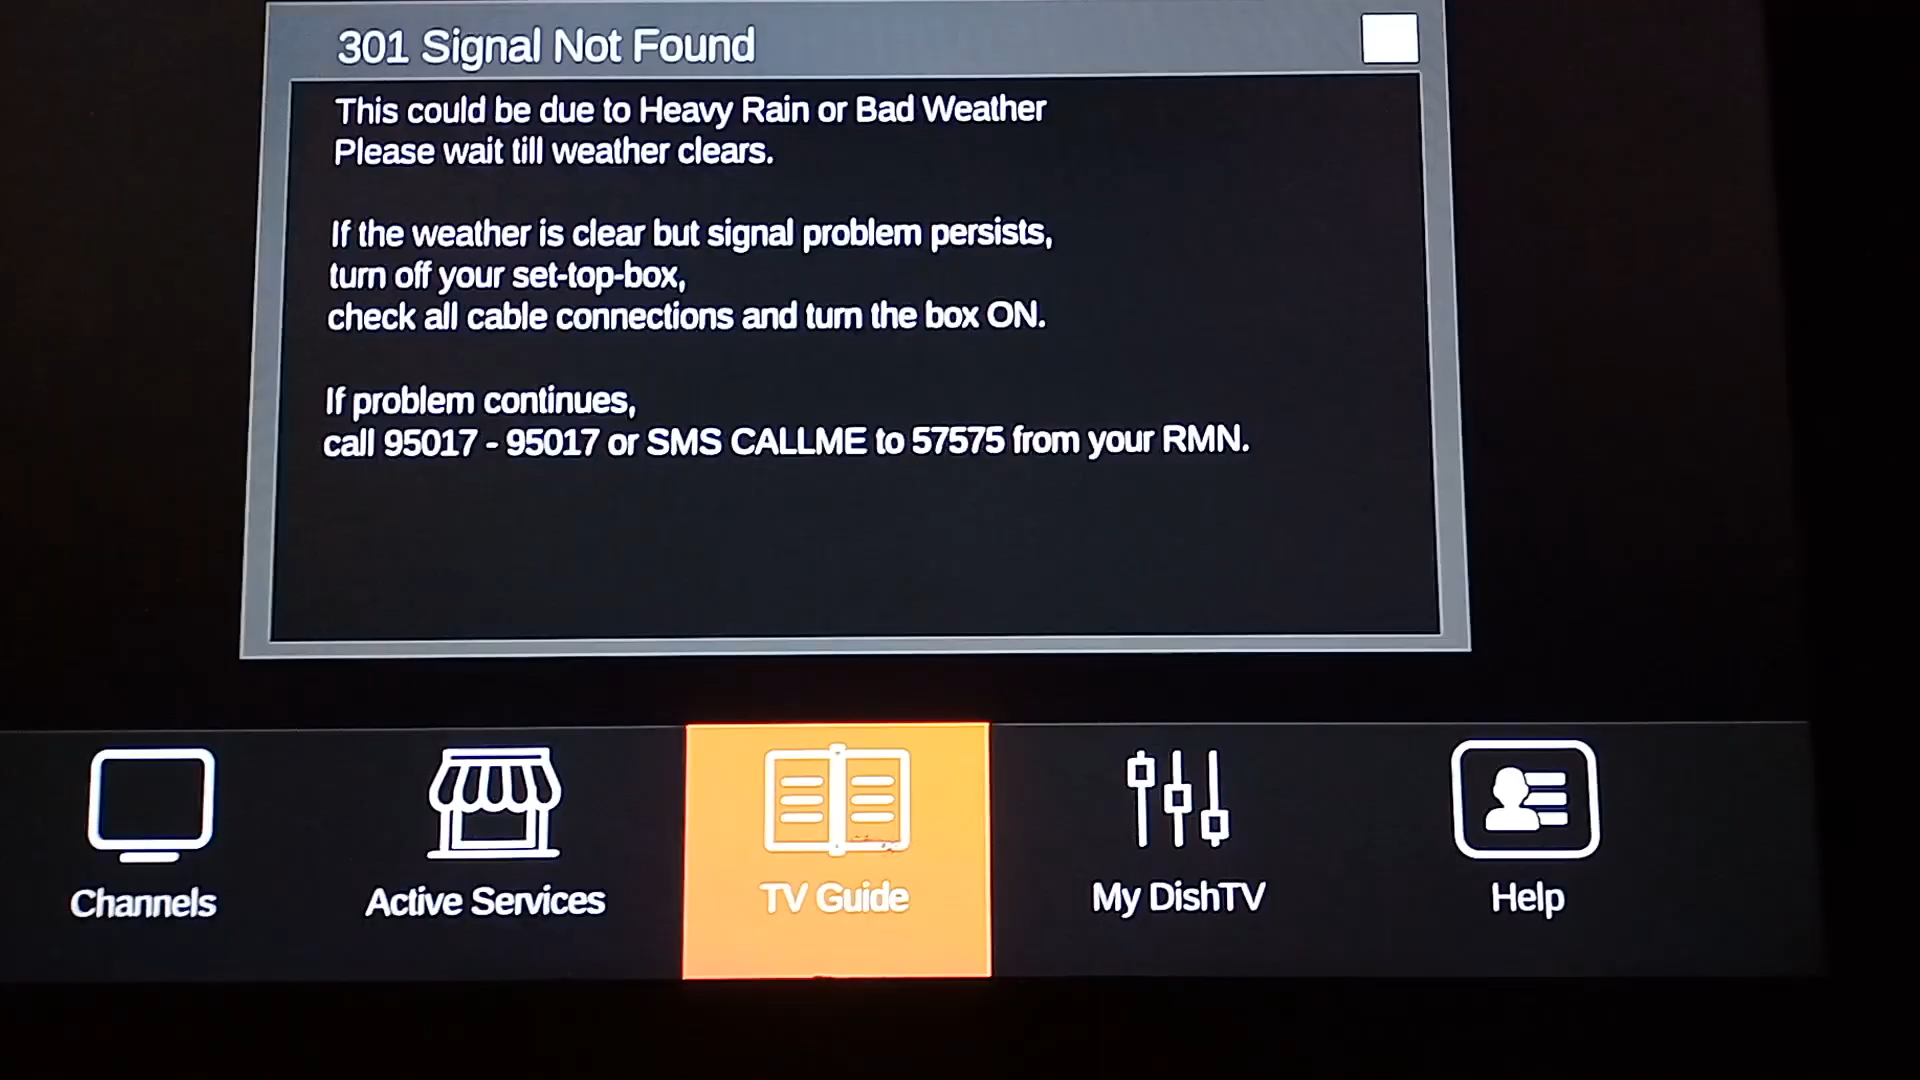 301 Signal Not Found
This could be due to Heavy Rain or Bad Weather
Please wait till weather clears.
If the weather is clear but signal problem persists,
turn off your set-top-box,
check all cable connections and turn the box ON.
If problem continues,
call 95017 - 95017 or SMS CALLME to 57575 from your RMN.
Channels
Active Services
TV Guide
My DishTV
Help